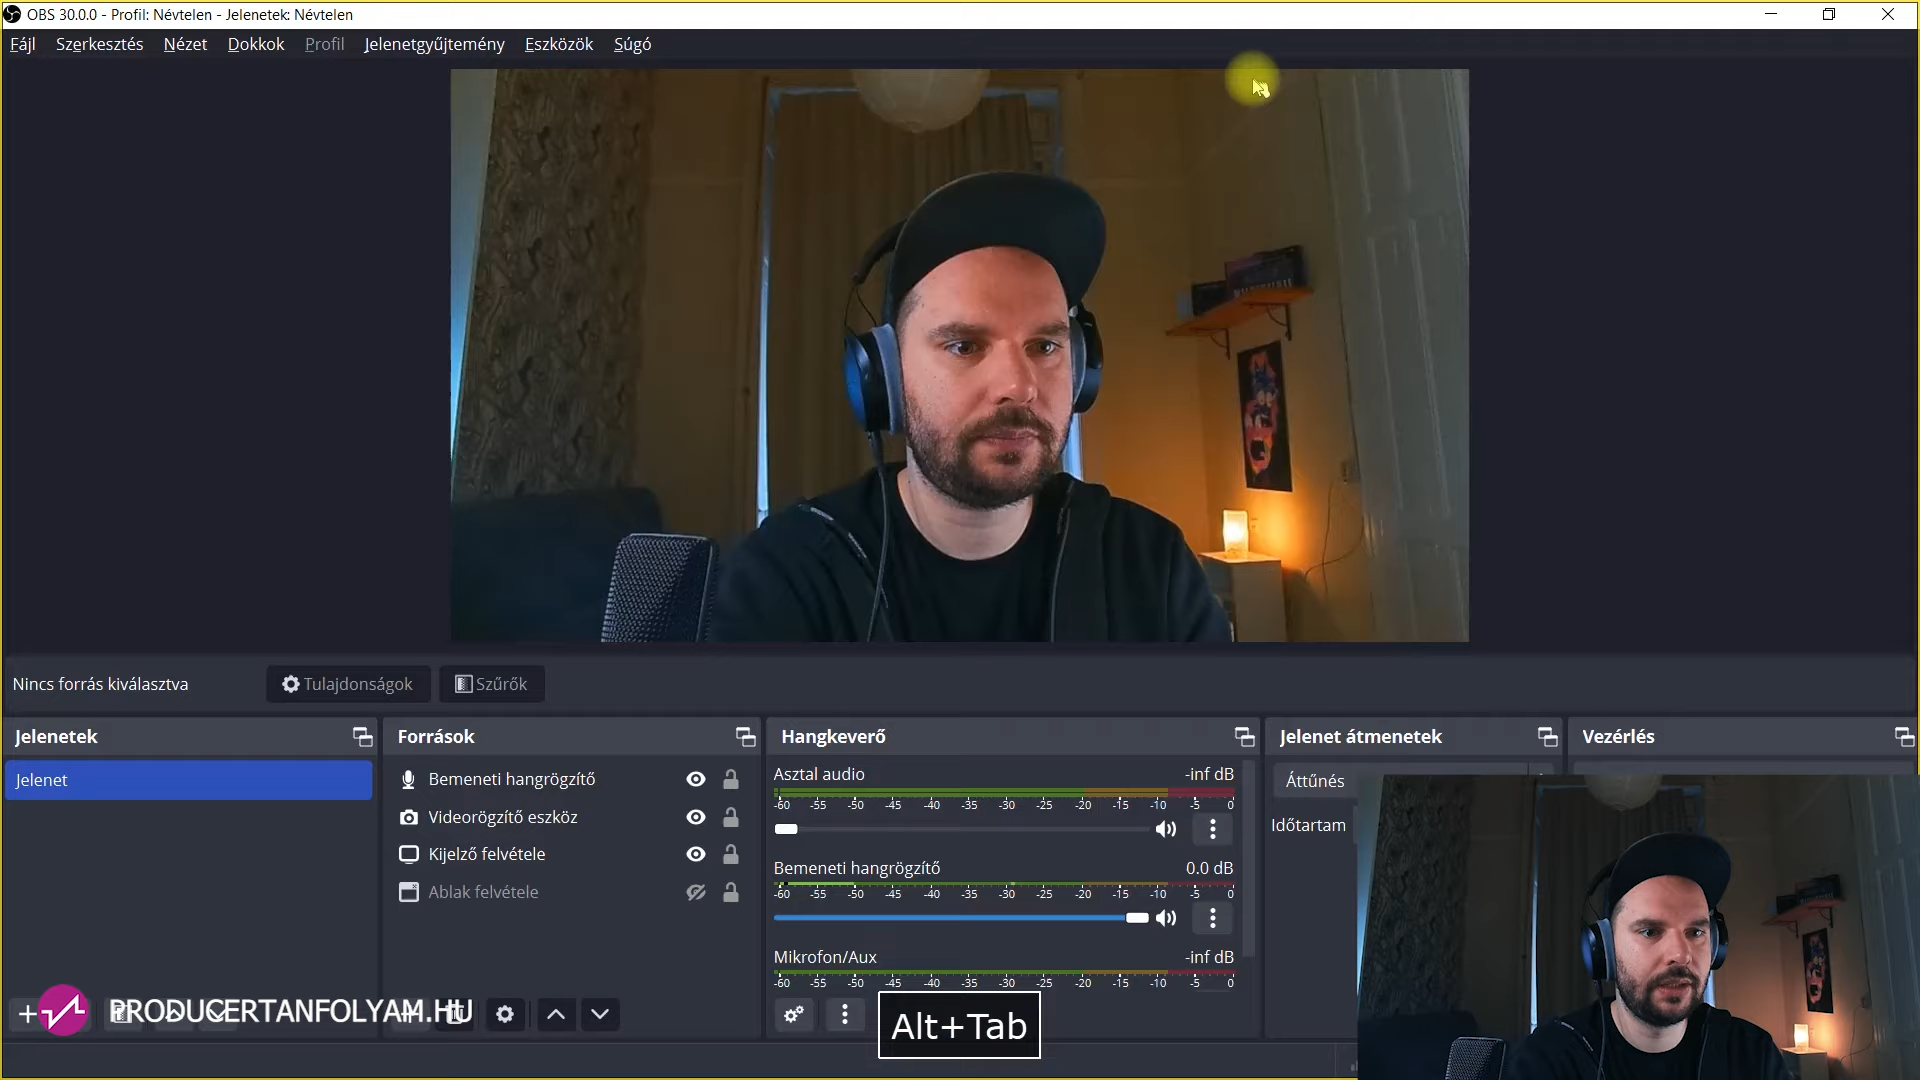 OBS 30.0.0 - Profil: Névtelen - Jelenetek: Névtelen
Fájl Szerkesztés Nézet Dokkok Profil Jelenetgyűjtemény Eszközök Súgó
Nincs forrás kiválasztva Tulajdonságok Szűrők
Jelenetek
Jelenet
Források
Bemeneti hangrögzítő
Videorögzítő eszköz
Kijelző felvétele
Ablak felvétele
Hangkeverő
Asztal audio -inf dB
-60 -55 -50 -45 -40 -35 -30 -25 -20 -15 -10 -5 0
Bemeneti hangrögzítő 0.0 dB
-60 -55 -50 -45 -40 -35 -30 -25 -20 -15 -10 -5 0
Mikrofon/Aux -inf dB
-60 -55 -50 -45 -40 -35 -30 -25 -20 -15 -10 -5 0
Jelenet átmenetek
Áttűnés
Időtartam
Vezérlés
PRODUCERTANFOLYAM.HU
Alt+Tab